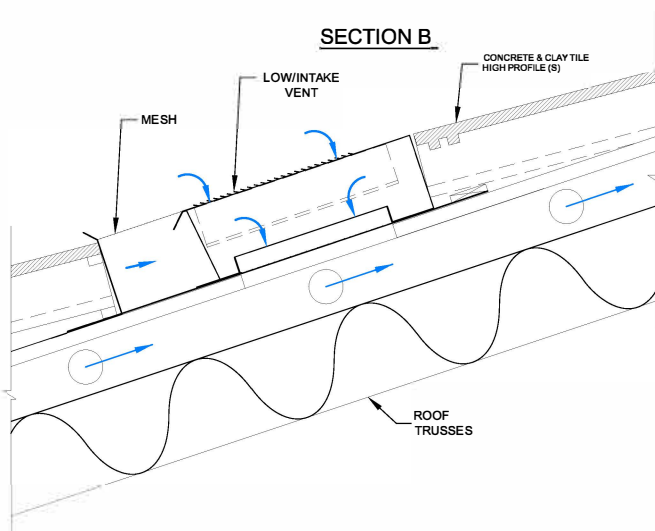 SECTION B
CONCRETE & CLAY TILE
HIGH PROFILE (S)
LOW/INTAKE
VENT
MESH
ROOF
TRUSSES